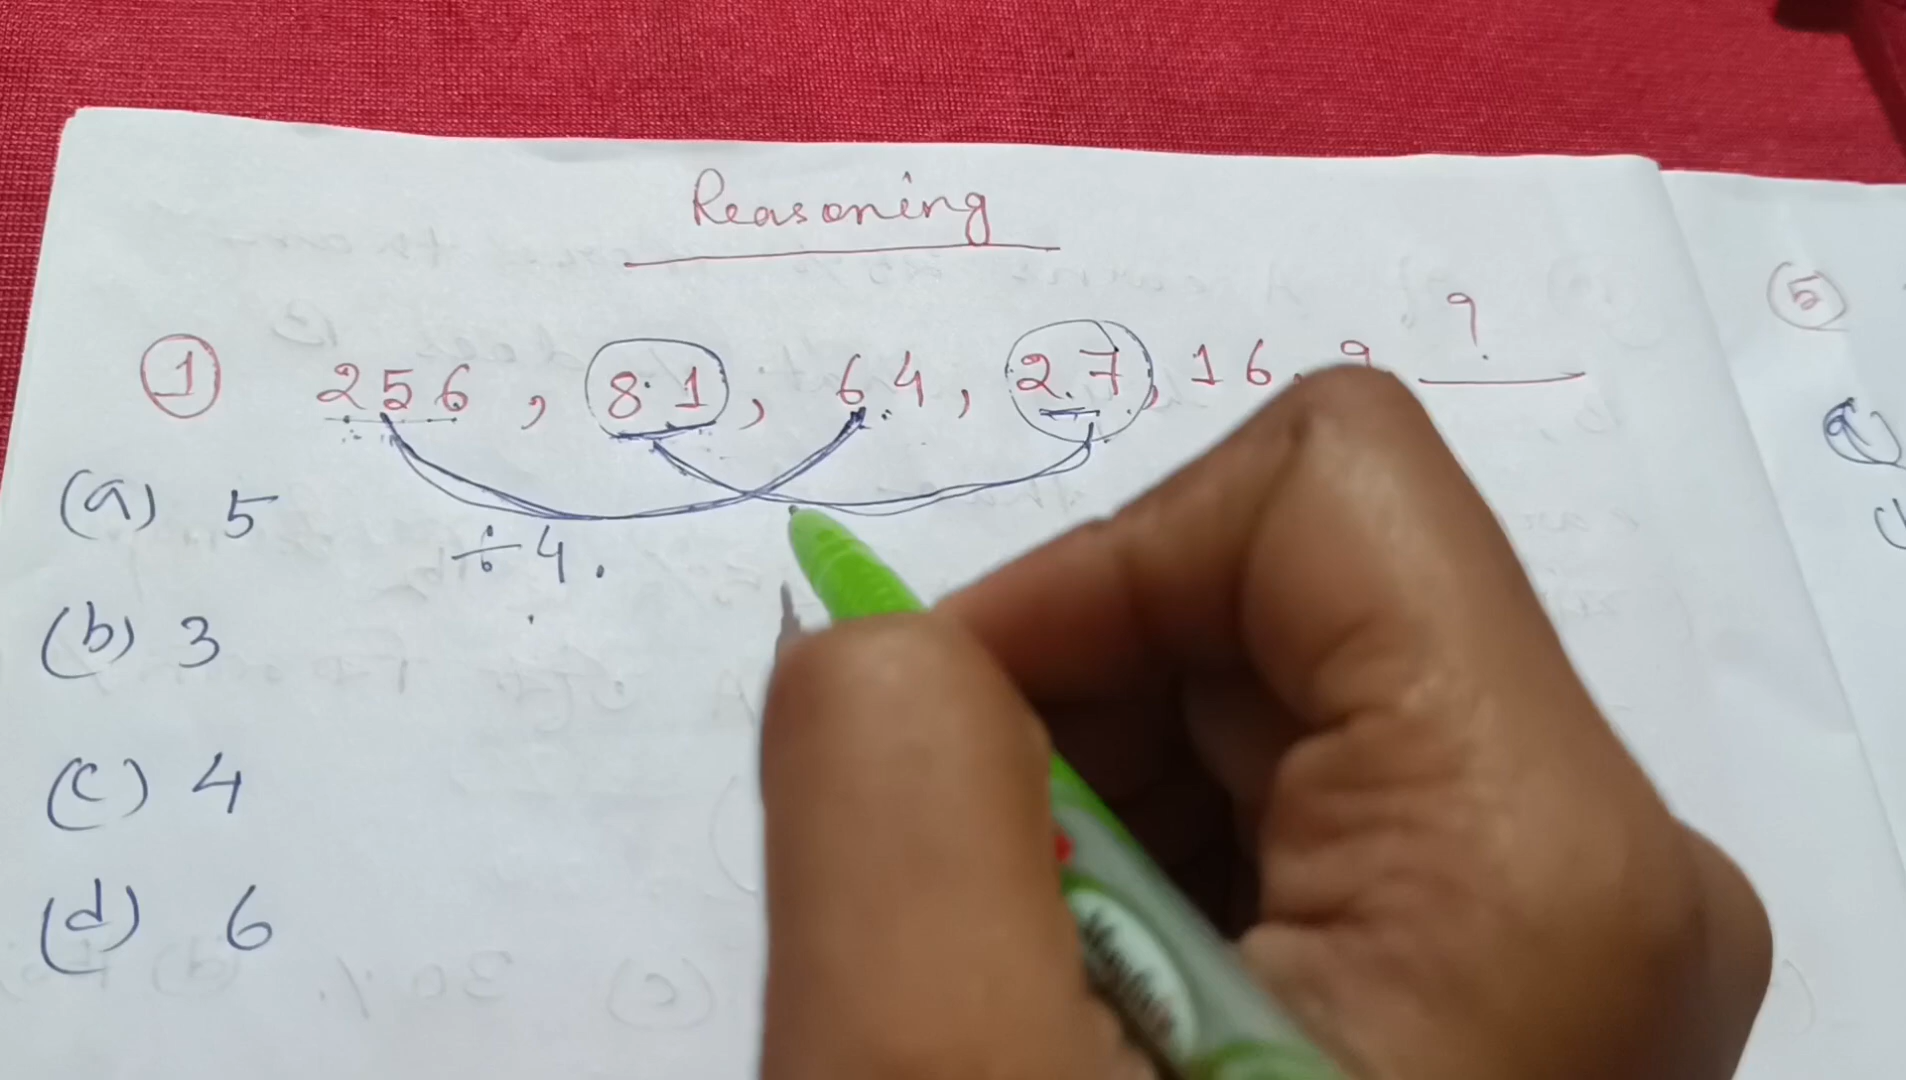 Reasoning
1 256, 81, 64, 27, 16, 9 ?
÷4.
(a) 5
(b) 3
(c) 4
(d) 6
5